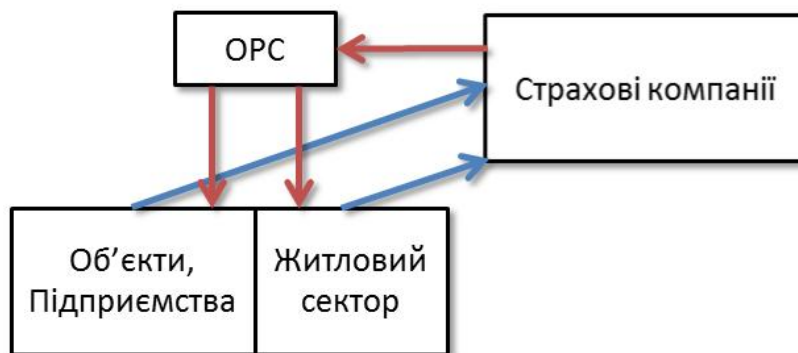 ОРС
Страхові компанії
Об’єкти,
Підприємства
Житловий
сектор